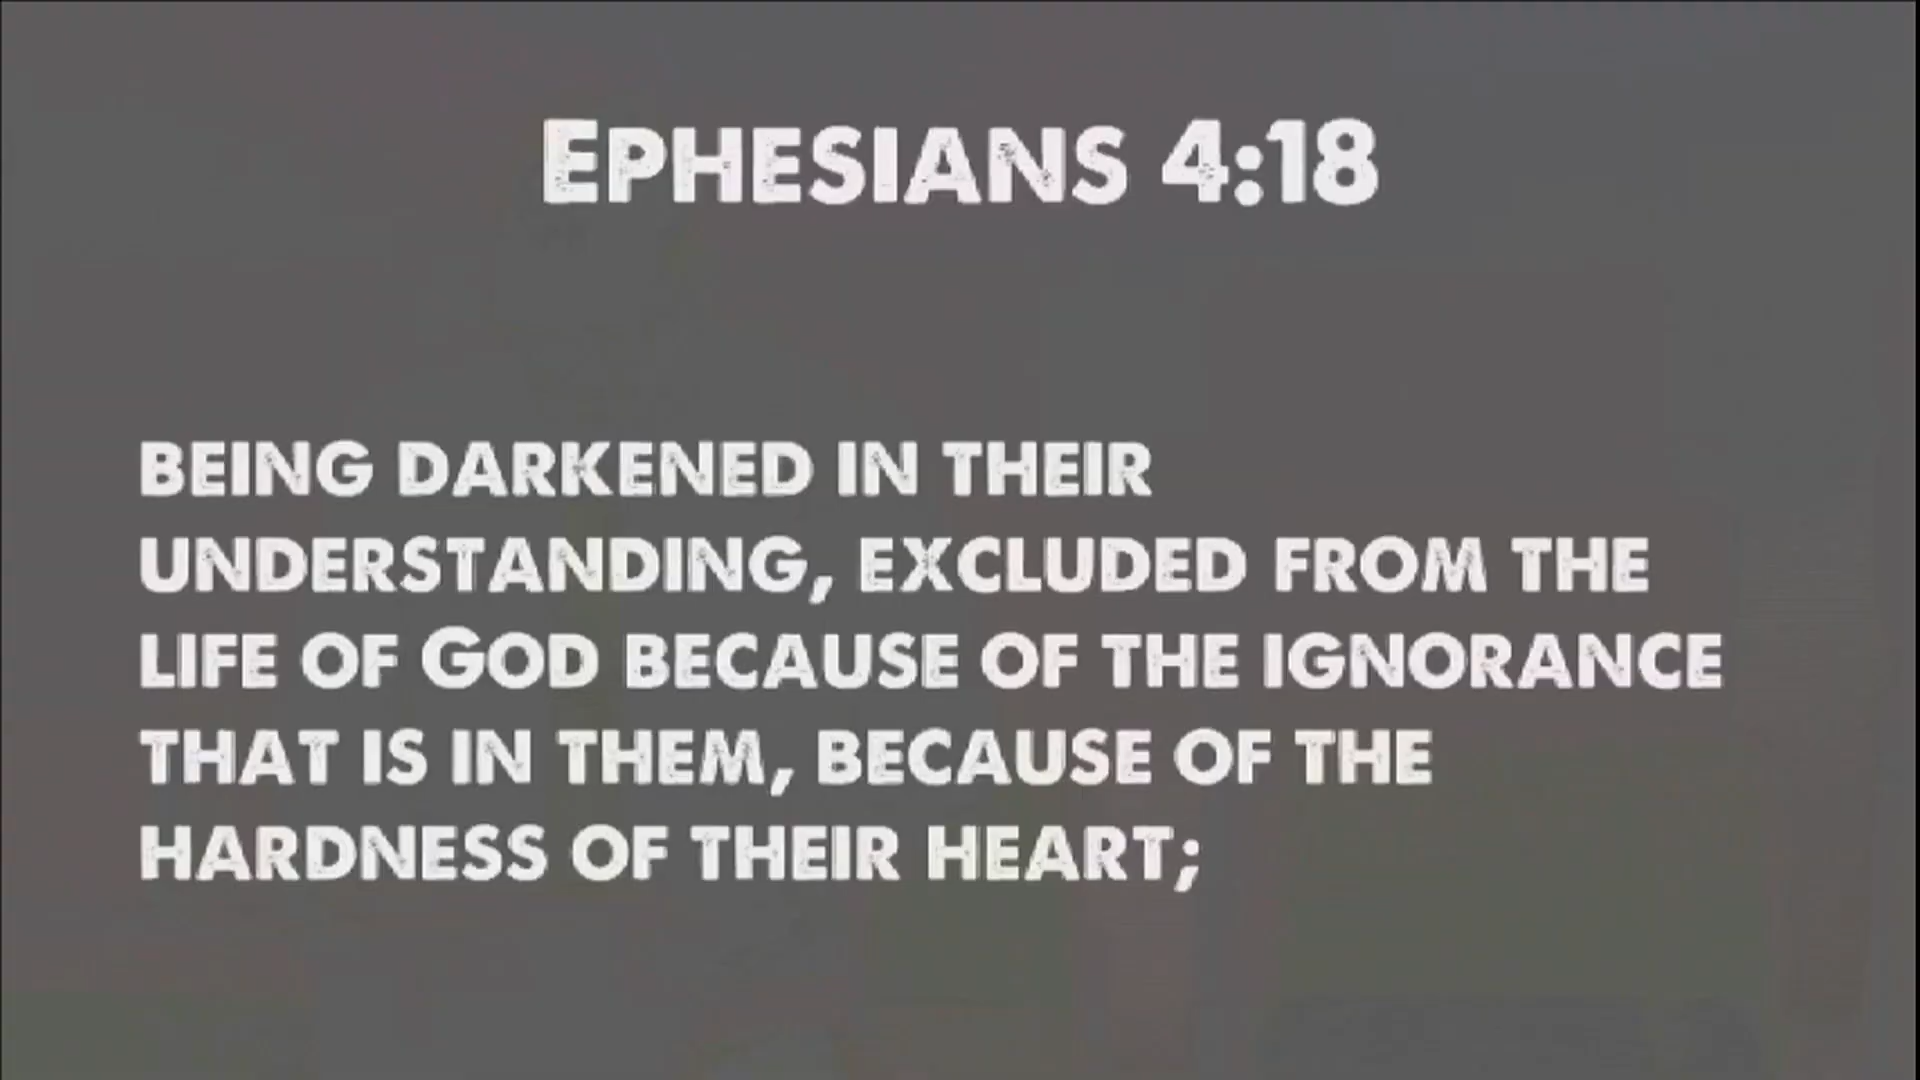 Ephesians 4:18
being darkened in their
understanding, excluded from the
life of God because of the ignorance
that is in them, because of the
hardness of their heart;